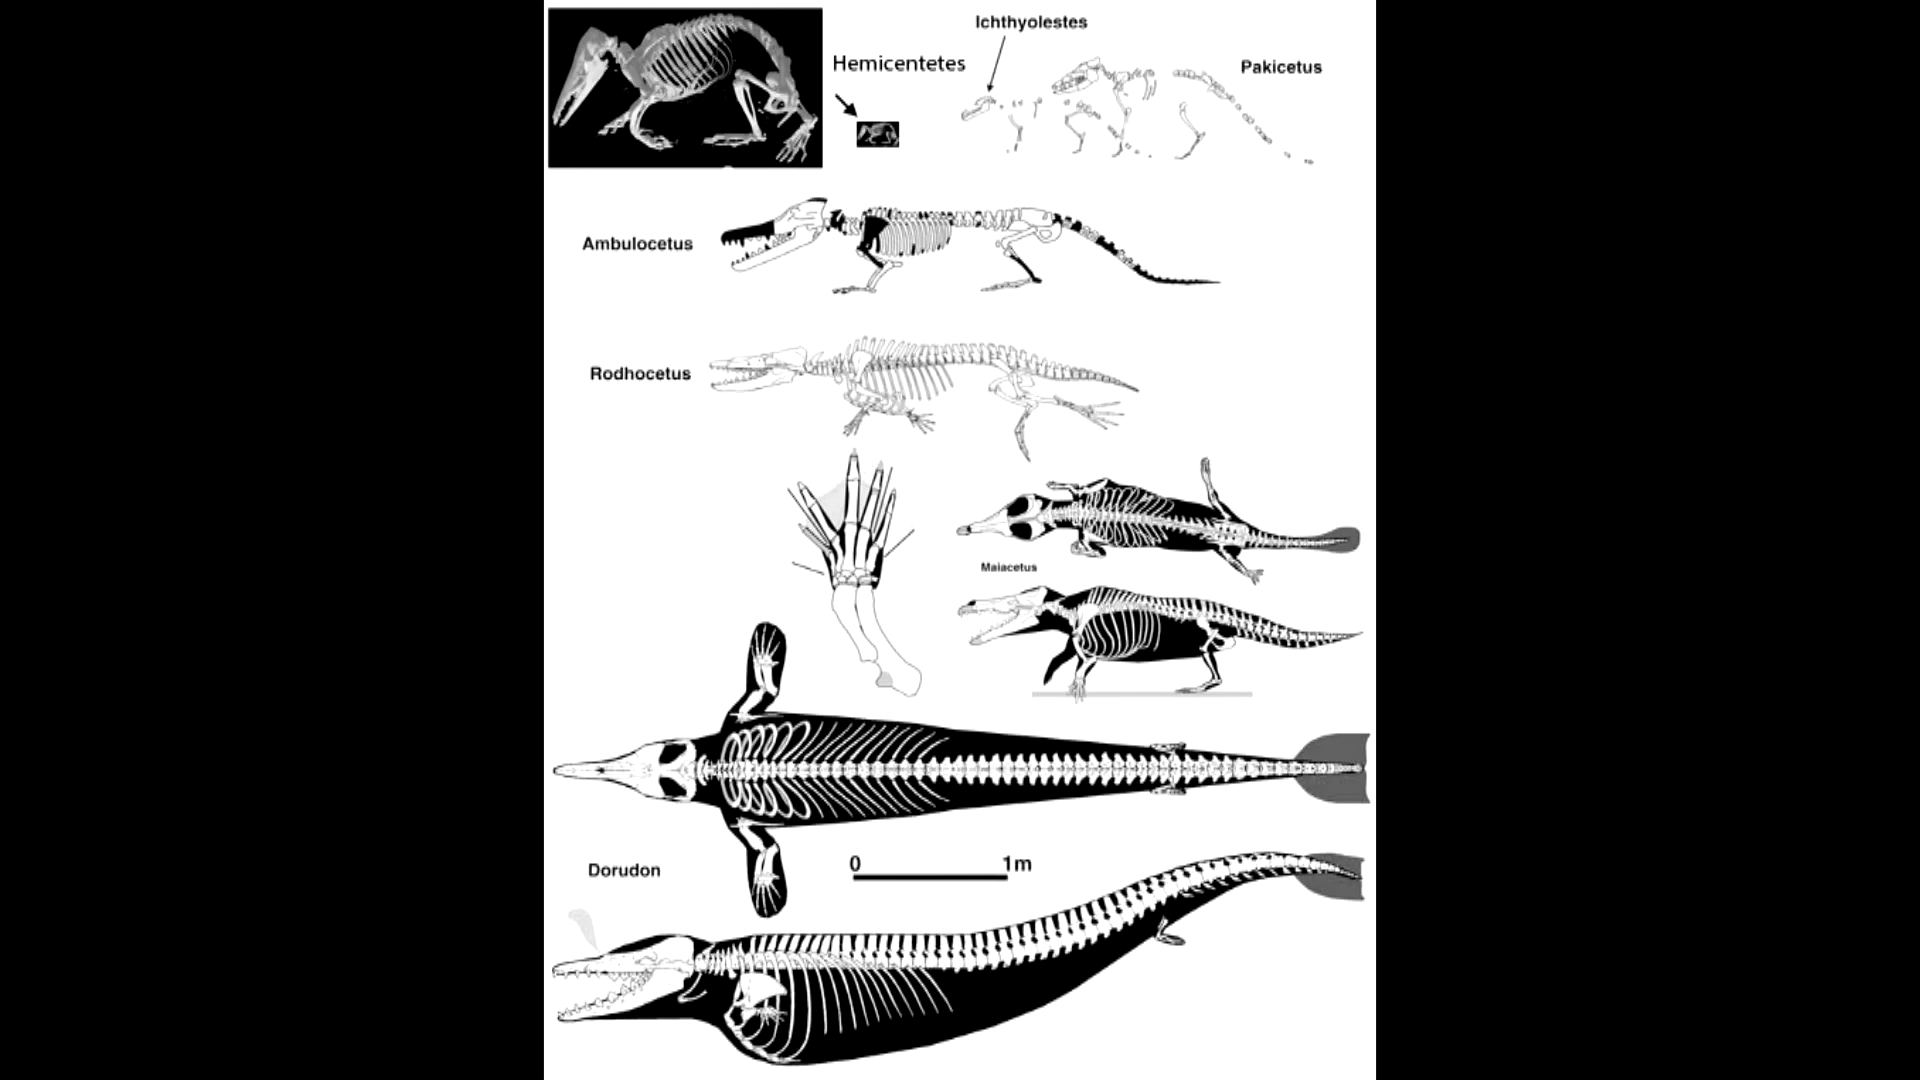 Ichthyolestes
Hemicentetes
Pakicetus
Ambulocetus
Rodhocetus
Maiacetus
Dorudon
0 1m